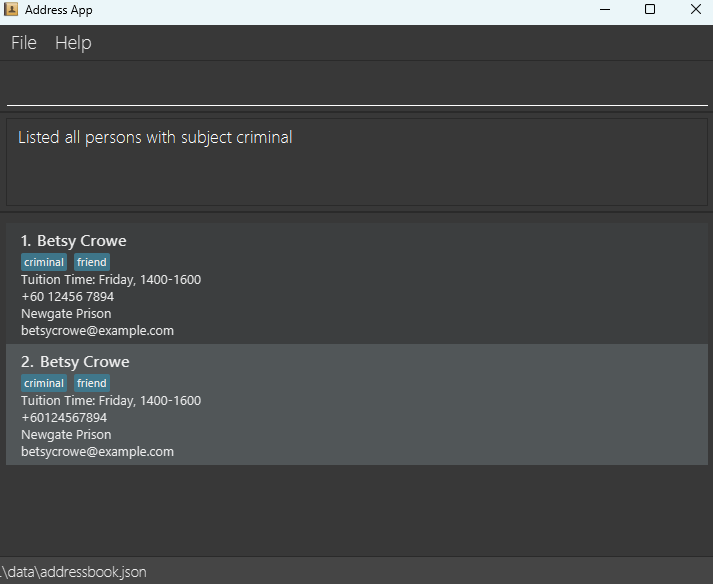 Address App
File Help
Listed all persons with subject criminal
1. Betsy Crowe
criminal friend
Tuition Time: Friday, 1400-1600
+60 12456 7894
Newgate Prison
betsycrowe@example.com
2. Betsy Crowe
criminal friend
Tuition Time: Friday, 1400-1600
+60124567894
Newgate Prison
betsycrowe@example.com
.\data\addressbook.json